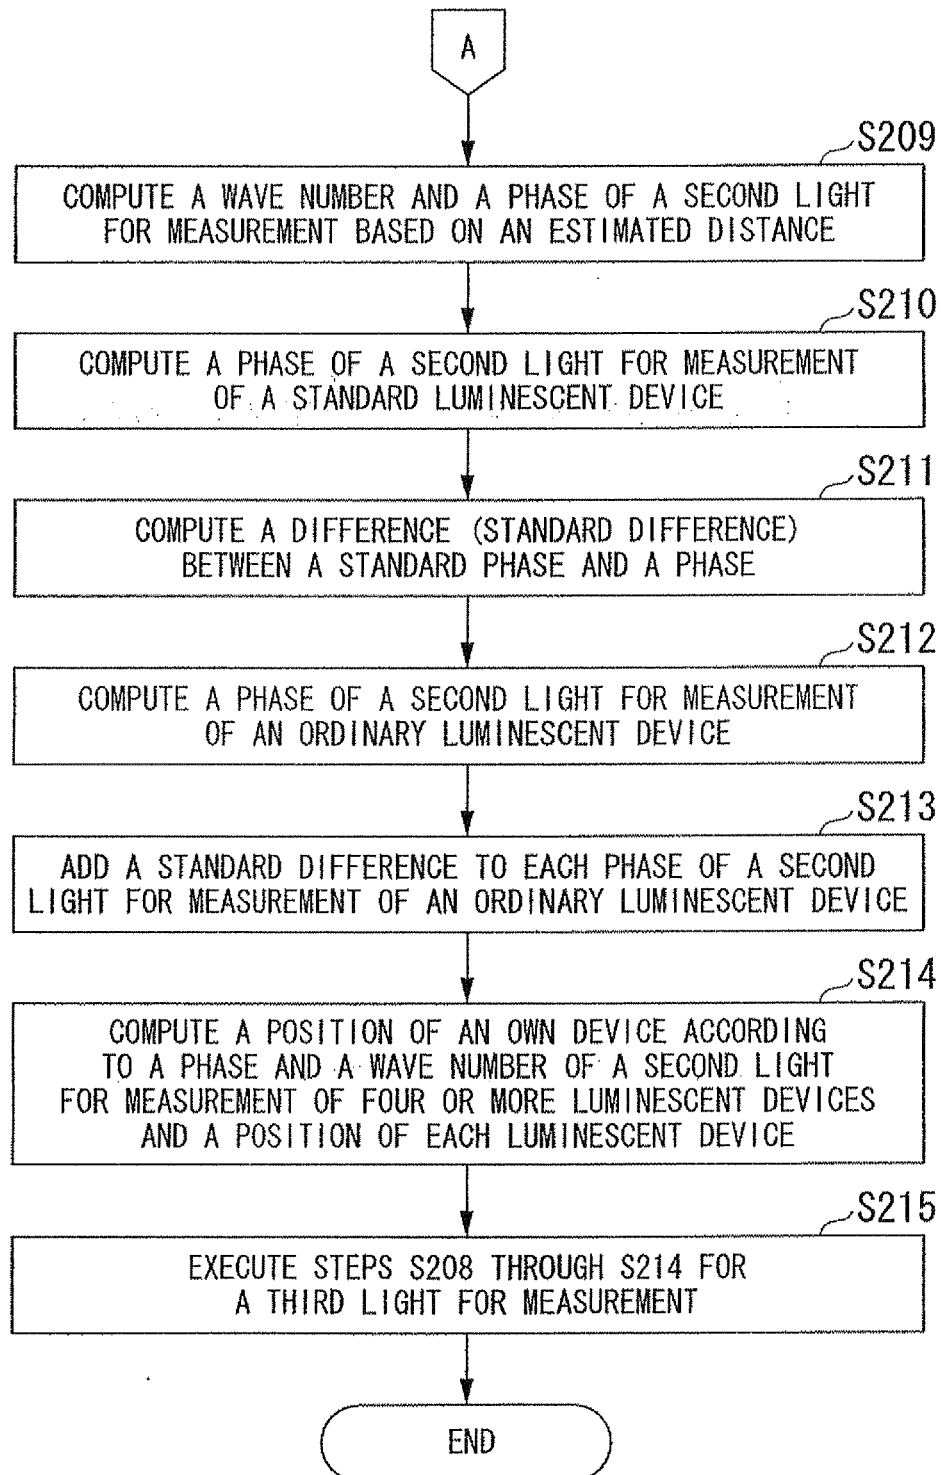 A
S209
COMPUTE A WAVE NUMBER AND A PHASE OF A SECOND LIGHT
FOR MEASUREMENT BASED ON AN ESTIMATED DISTANCE
S210
COMPUTE A PHASE OF A SECOND LIGHT FOR MEASUREMENT
OF A STANDARD LUMINESCENT DEVICE
S211
COMPUTE A DIFFERENCE (STANDARD DIFFERENCE)
BETWEEN A STANDARD PHASE AND A PHASE
S212
COMPUTE A PHASE OF A SECOND LIGHT FOR MEASUREMENT
OF AN ORDINARY LUMINESCENT DEVICE
S213
ADD A STANDARD DIFFERENCE TO EACH PHASE OF A SECOND
LIGHT FOR MEASUREMENT OF AN ORDINARY LUMINESCENT DEVICE
S214
COMPUTE A POSITION OF AN OWN DEVICE ACCORDING
TO A PHASE AND A WAVE NUMBER OF A SECOND LIGHT
FOR MEASUREMENT OF FOUR OR MORE LUMINESCENT DEVICES
AND A POSITION OF EACH LUMINESCENT DEVICE
S215
EXECUTE STEPS S208 THROUGH S214 FOR
A THIRD LIGHT FOR MEASUREMENT
END